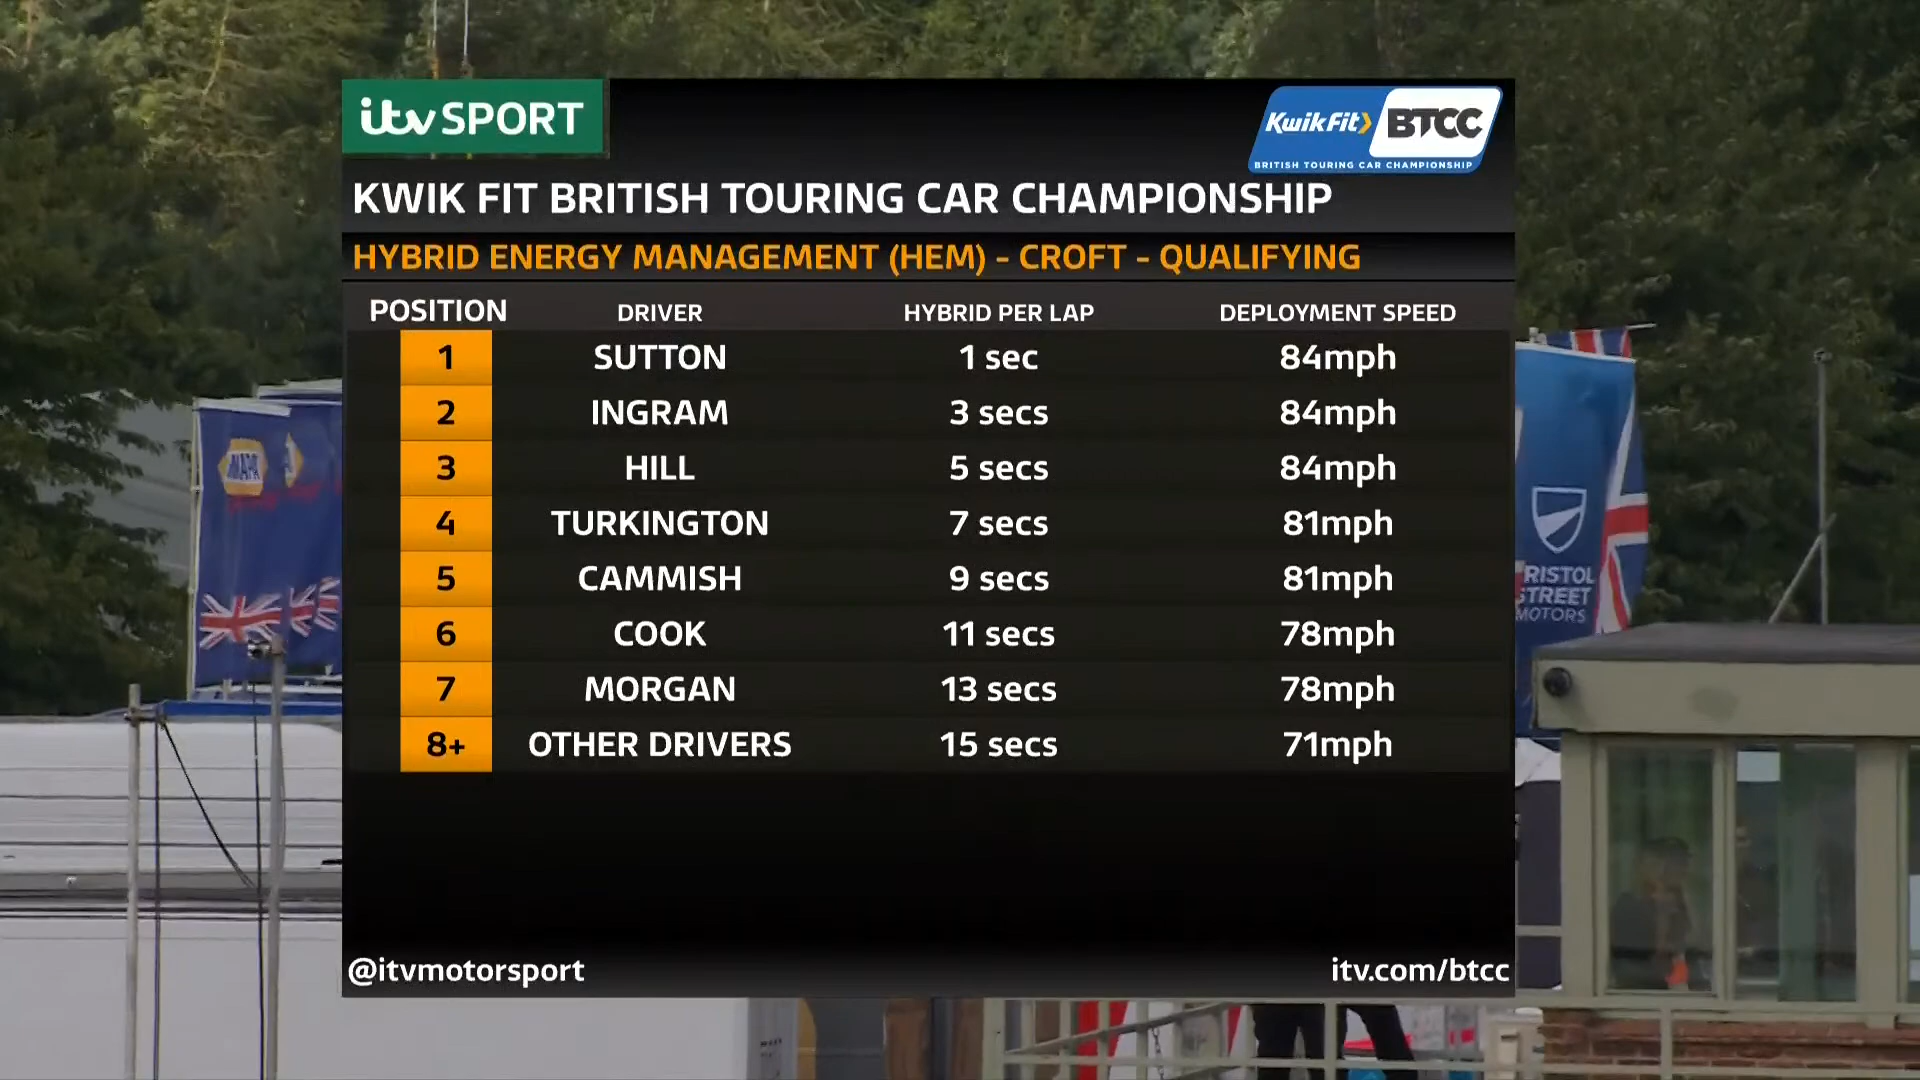 itv SPORT
KwikFit BTCC
BRITISH TOURING CAR CHAMPIONSHIP
KWIK FIT BRITISH TOURING CAR CHAMPIONSHIP
HYBRID ENERGY MANAGEMENT (HEM) - CROFT - QUALIFYING
POSITION DRIVER HYBRID PER LAP DEPLOYMENT SPEED
1 SUTTON 1 sec 84mph
2 INGRAM 3 secs 84mph
3 HILL 5 secs 84mph
4 TURKINGTON 7 secs 81mph
5 CAMMISH 9 secs 81mph
6 COOK 11 secs 78mph
7 MORGAN 13 secs 78mph
8+ OTHER DRIVERS 15 secs 71mph
@itvmotorsport itv.com/btcc
NAPA
RISTOL
STREET
MOTORS